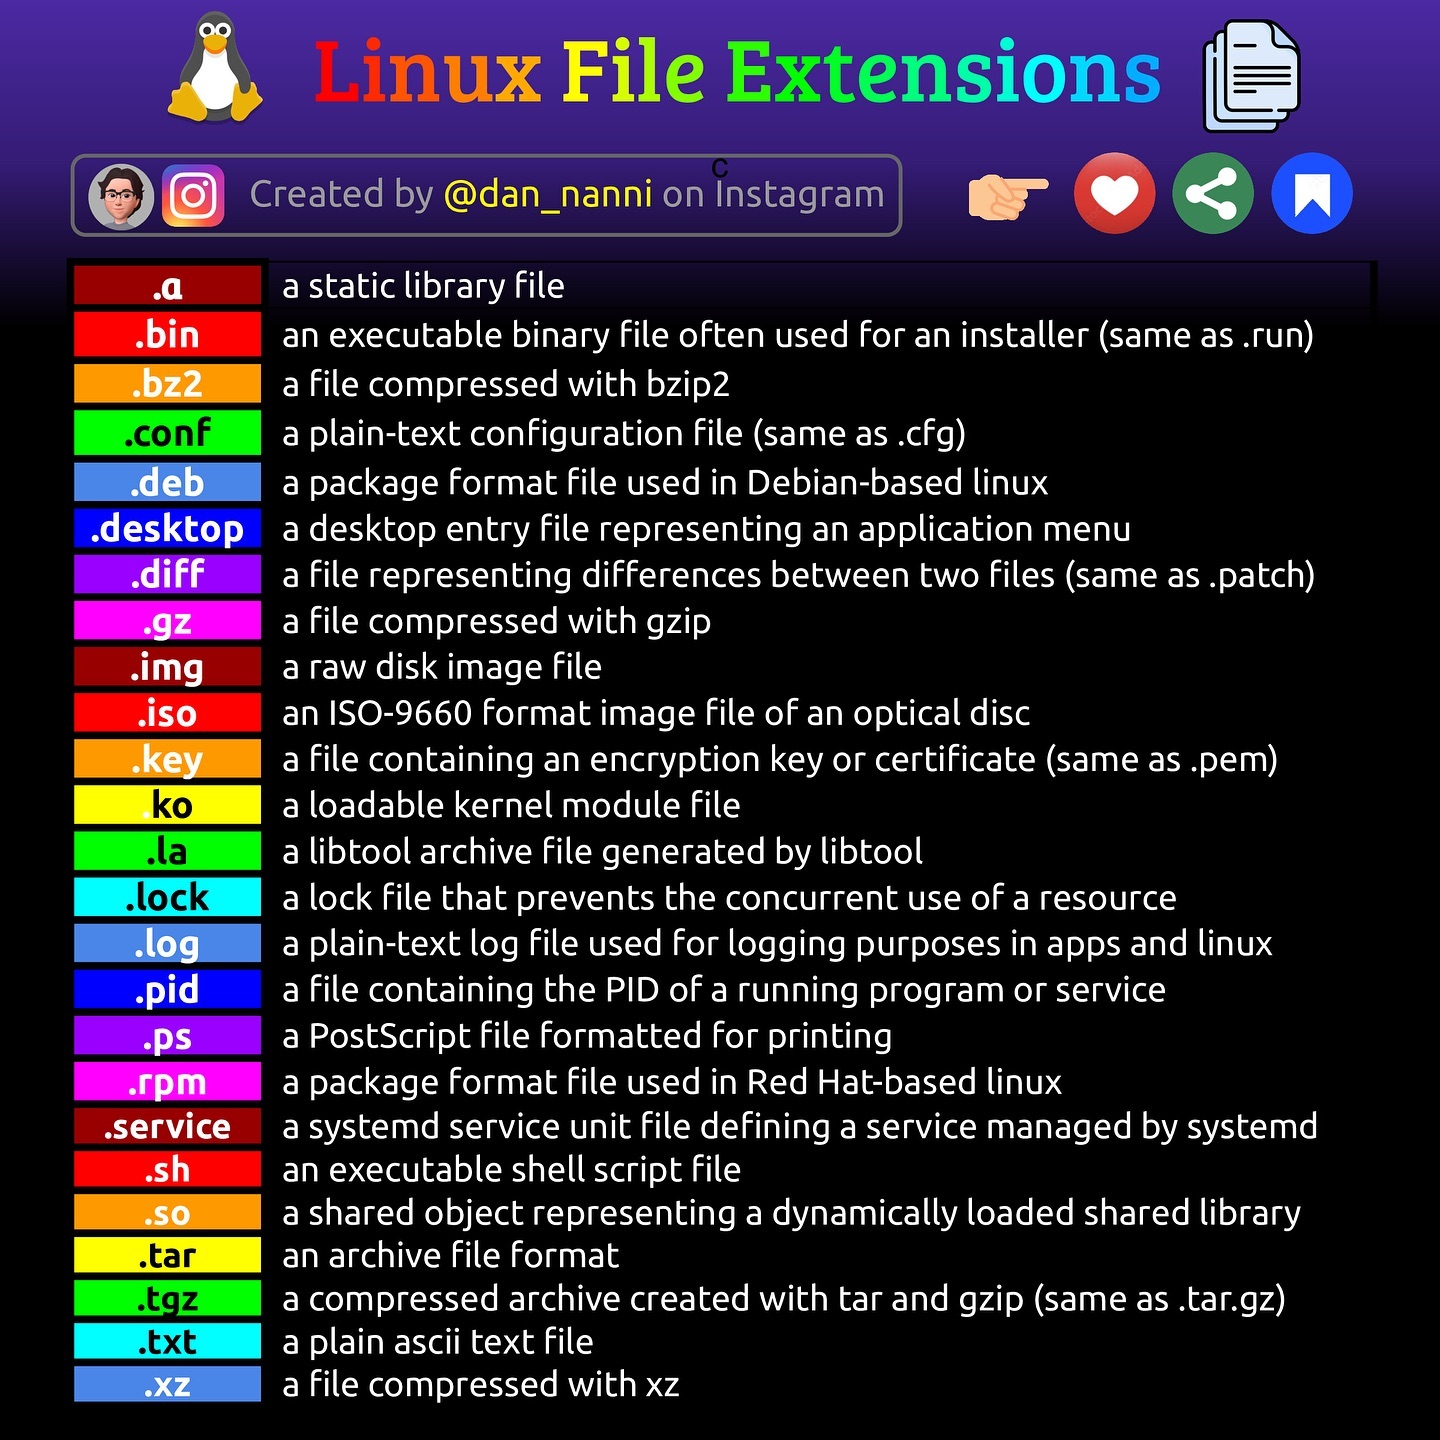 Linux File Extensions
c
Created by @dan_nanni on Instagram
.a a static library file
.bin an executable binary file often used for an installer (same as .run)
.bz2 a file compressed with bzip2
.conf a plain-text configuration file (same as .cfg)
.deb a package format file used in Debian-based linux
.desktop a desktop entry file representing an application menu
.diff a file representing differences between two files (same as .patch)
.gz a file compressed with gzip
.img a raw disk image file
.iso an ISO-9660 format image file of an optical disc
.key a file containing an encryption key or certificate (same as .pem)
.ko a loadable kernel module file
.la a libtool archive file generated by libtool
.lock a lock file that prevents the concurrent use of a resource
.log a plain-text log file used for logging purposes in apps and linux
.pid a file containing the PID of a running program or service
.ps a PostScript file formatted for printing
.rpm a package format file used in Red Hat-based linux
.service a systemd service unit file defining a service managed by systemd
.sh an executable shell script file
.so a shared object representing a dynamically loaded shared library
.tar an archive file format
.tgz a compressed archive created with tar and gzip (same as .tar.gz)
.txt a plain ascii text file
.xz a file compressed with xz